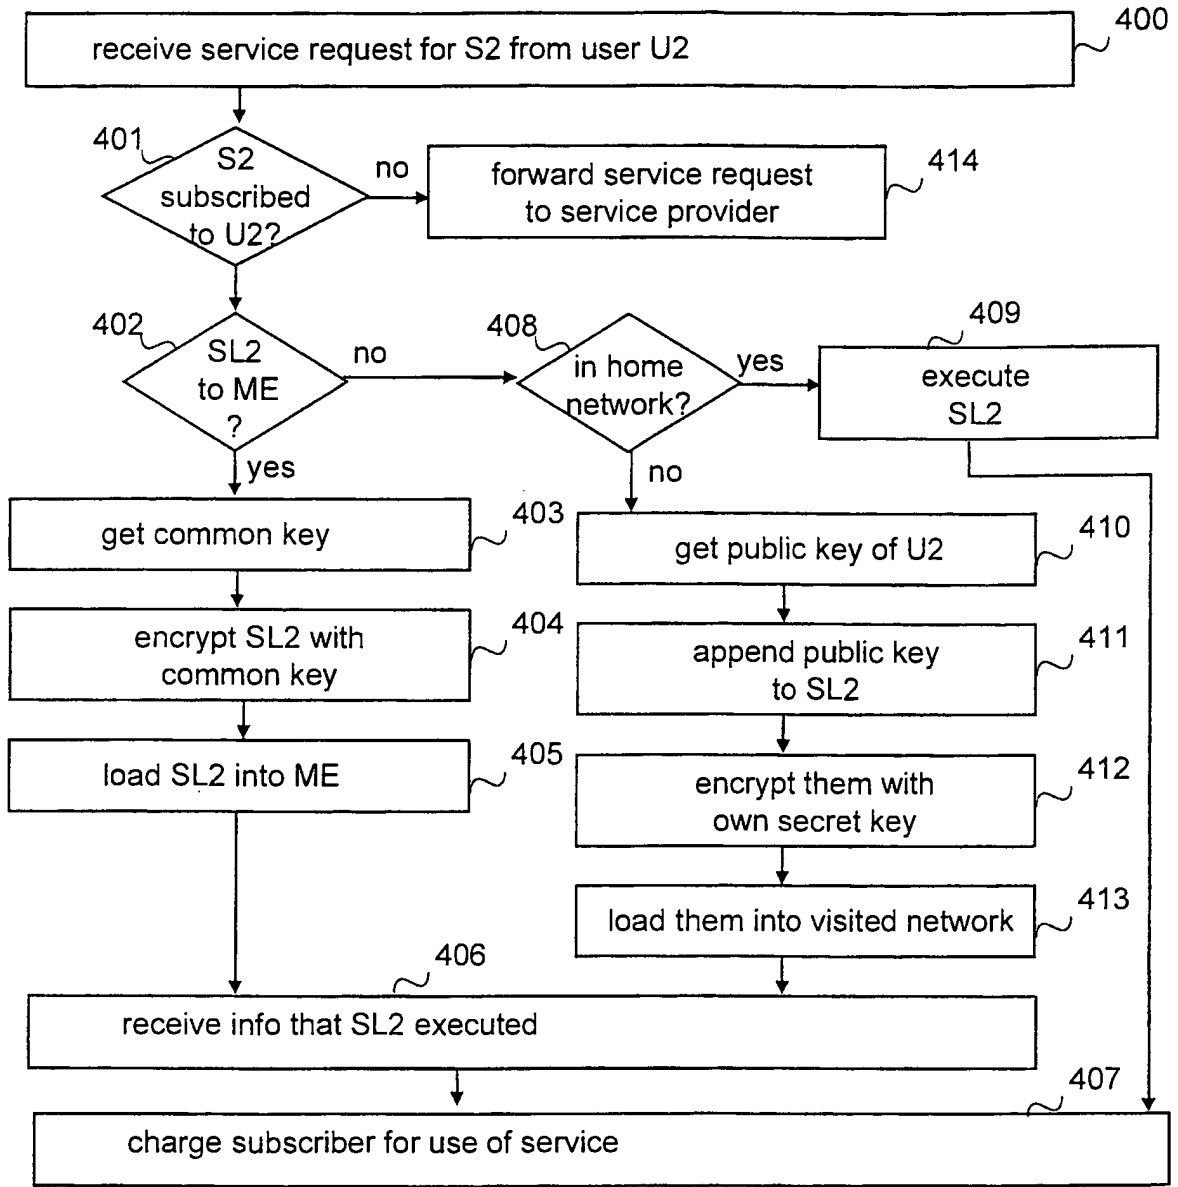 400
receive service request for S2 from user U2
401
S2
subscribed
to U2?
no
forward service request
to service provider
414
402
SL2
to ME
?
no
yes
408
in home
network?
yes
no
409
execute
SL2
get common key
403
get public key of U2
410
encrypt SL2 with
common key
404
append public key
to SL2
411
load SL2 into ME
405
encrypt them with
own secret key
412
load them into visited network
413
406
receive info that SL2 executed
407
charge subscriber for use of service